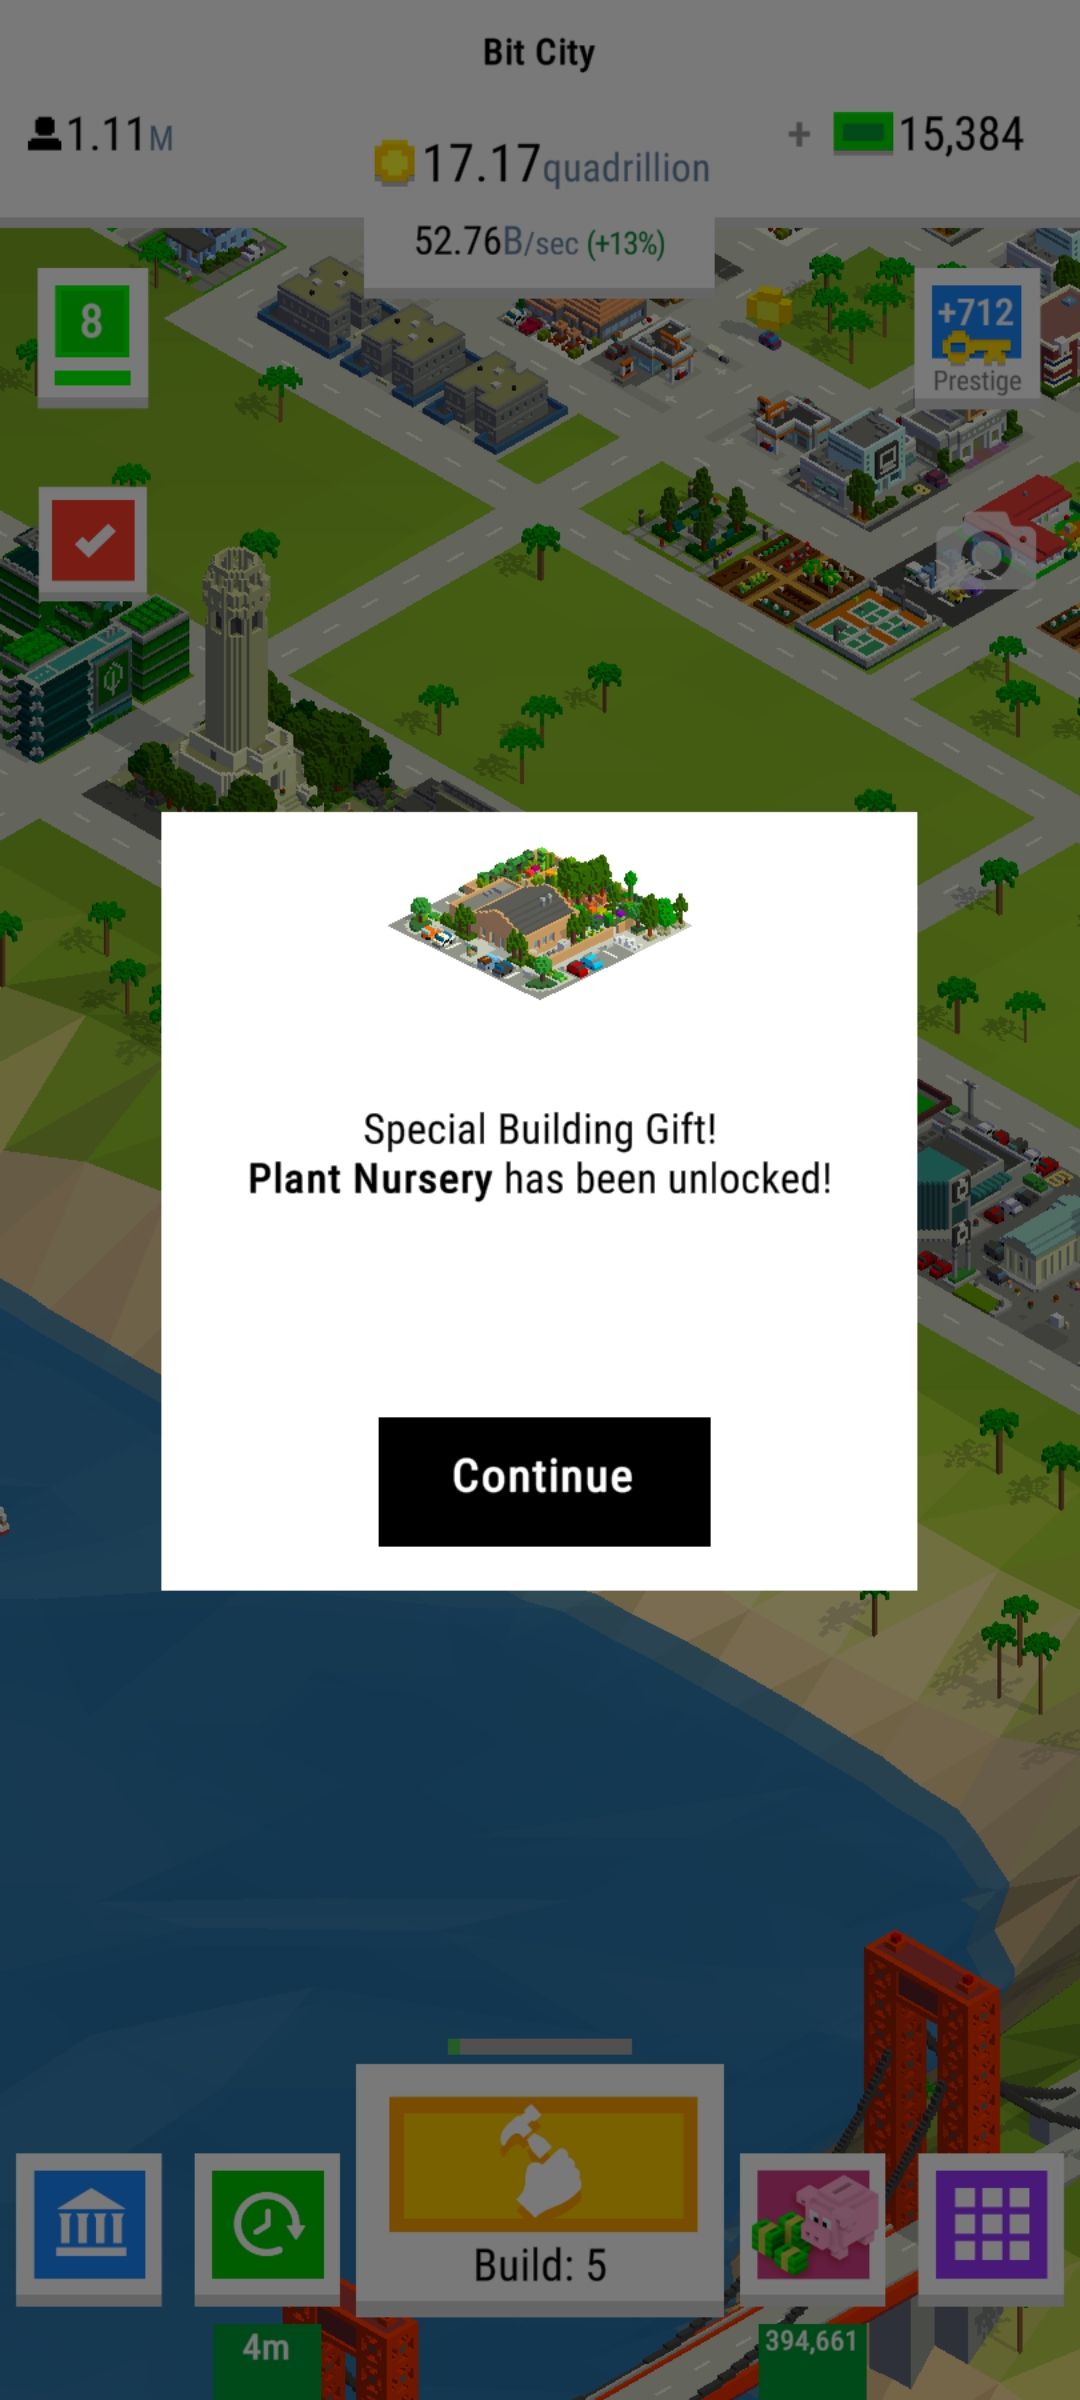 Bit City
1.11M
17.17quadrillion
+ 15,384
52.76B/sec (+13%)
8
+712
Prestige
Special Building Gift!
Plant Nursery has been unlocked!
Continue
Build: 5
4m
394,661